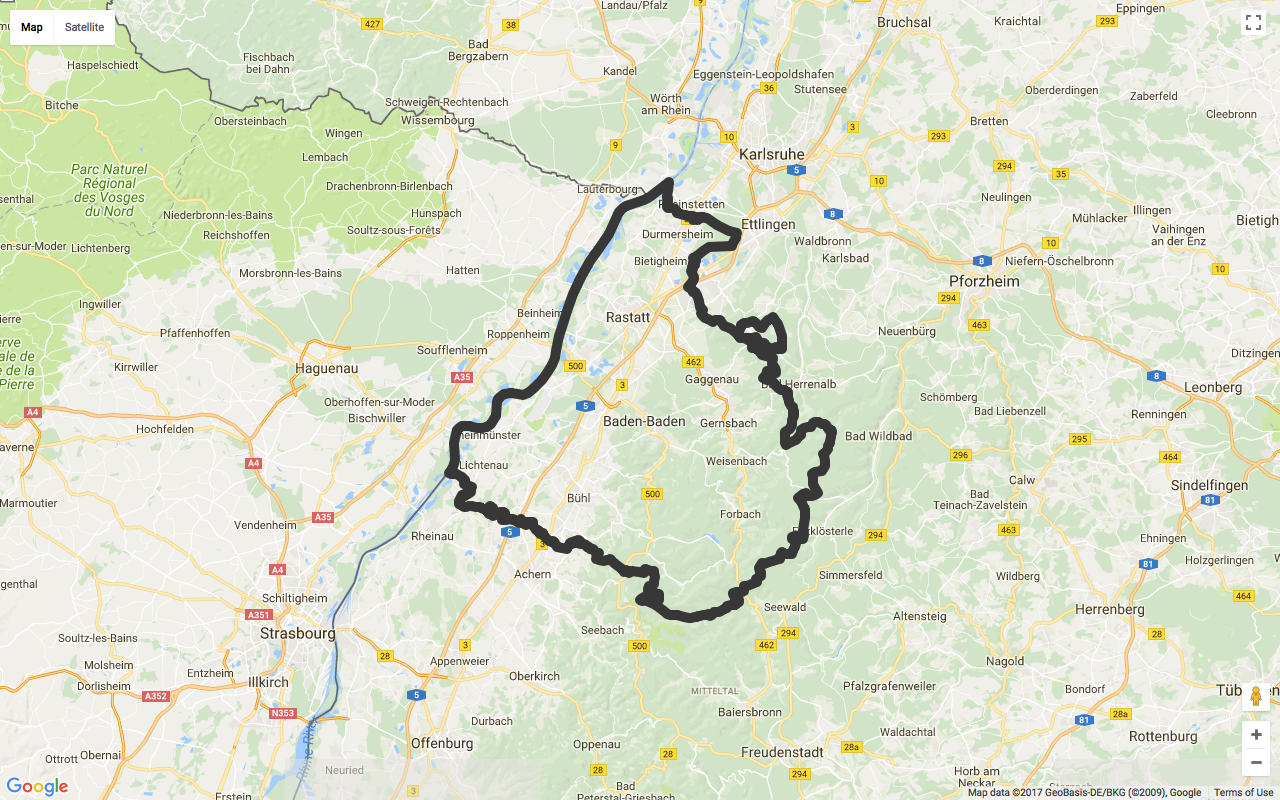 Map
Satellite
Landau/Pfalz
Eppingen
Bruchsal
Kraichtal
293
427
38
9
Haspelschiedt
Fischbach
bei Dahn
Bad
Bergzabern
Kandel
Eggenstein-Leopoldshafen
36
Stutensee
Oberderdingen
Zaberfeld
Bitche
Schweigen-Rechtenbach
Wissembourg
Wörth
am Rhein
Cleebronn
Obersteinbach
Wingen
Lembach
9
10
3
Bretten
293
Karlsruhe
5
294
35
Parc Naturel
Régional
des Vosges
du Nord
Drachenbronn-Birlenbach
Lauterbourg
10
Neulingen
Niederbronn-les-Bains
Hunspach
8
Mühlacker
Illingen
Reichshoffen
Soultz-sous-Forêts
Durmersheim
Ettlingen
Waldbronn
Karlsbad
Vaihingen
an der Enz
Lichtenberg
10
Morsbronn-les-Bains
Hatten
Bietigheim
8
Niefern-Öschelbronn
10
Pforzheim
Ingwiller
294
Beinheim
Rastatt
Pfaffenhoffen
Roppenheim
463
Neuenbürg
Soufflenheim
Kirrwiller
Haguenau
500
462
Ditzingen
A35
3
Gaggenau
8
Leonberg
Oberhoffen-sur-Moder
5
Schömberg
A4
Bischwiller
Baden-Baden
Gernsbach
Bad Liebenzell
Renningen
Hochfelden
Bad Wildbad
295
464
296
A4
Lichtenau
Weisenbach
Calw
Sindelfingen
Marmoutier
Bühl
500
Bad
Teinach-Zavelstein
81
A35
Vendenheim
Forbach
463
Rheinau
5
3
294
Ehningen
Holzgerlingen
81
A4
Achern
Simmersfeld
Wildberg
Schiltigheim
464
A351
Seewald
Altensteig
Herrenberg
Strasbourg
Seebach
294
28
Soultz-les-Bains
500
462
3
28
Molsheim
Entzheim
Appenweier
Nagold
Dorlisheim
Illkirch
Oberkirch
Pfalzgrafenweiler
Bondorf
A352
5
MITTELTAL
N353
Durbach
Baiersbronn
81
28a
Waldachtal
Rottenburg
Offenburg
Oppenau
28
Freudenstadt
28a
Ottrott
Obernai
Neuried
28
294
Horb am
Neckar
Google
Erstein
3
Bad
Peterstal-Griesbach
Map data ©2017 GeoBasis-DE/BKG (©2009), Google
Terms of Use